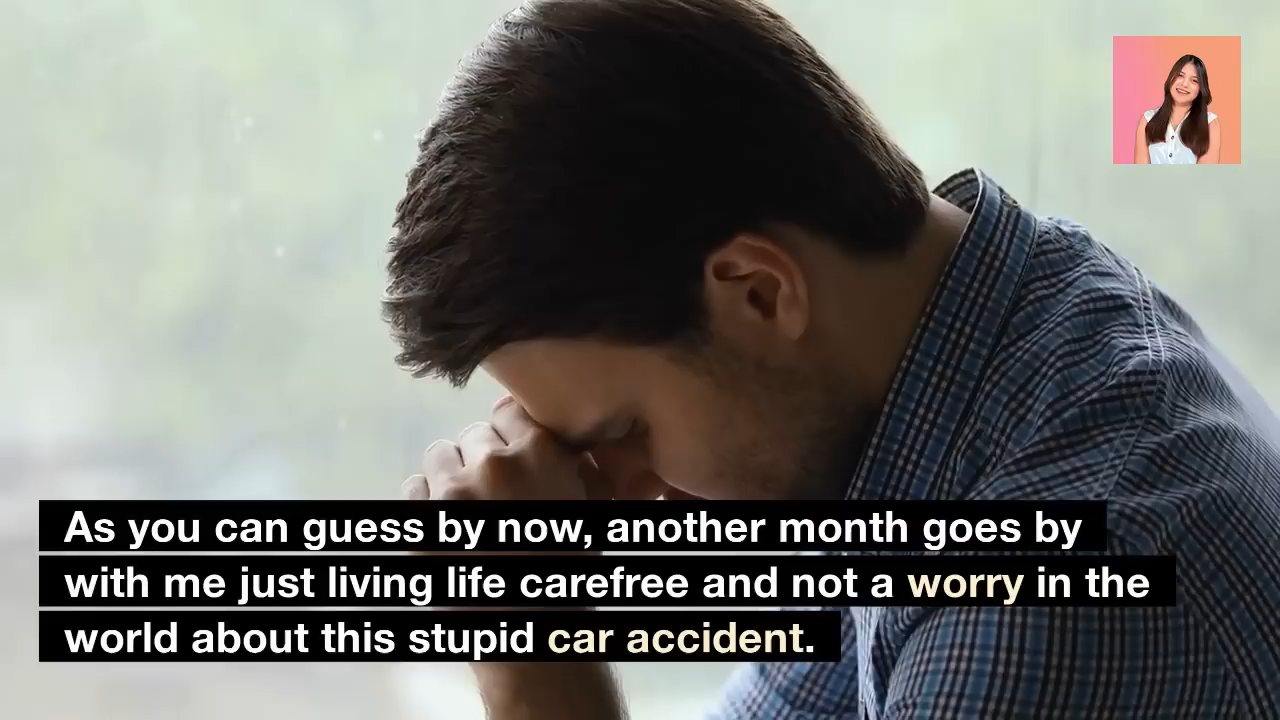 As you can guess by now, another month goes by
with me just living life carefree and not a worry in the
world about this stupid car accident.